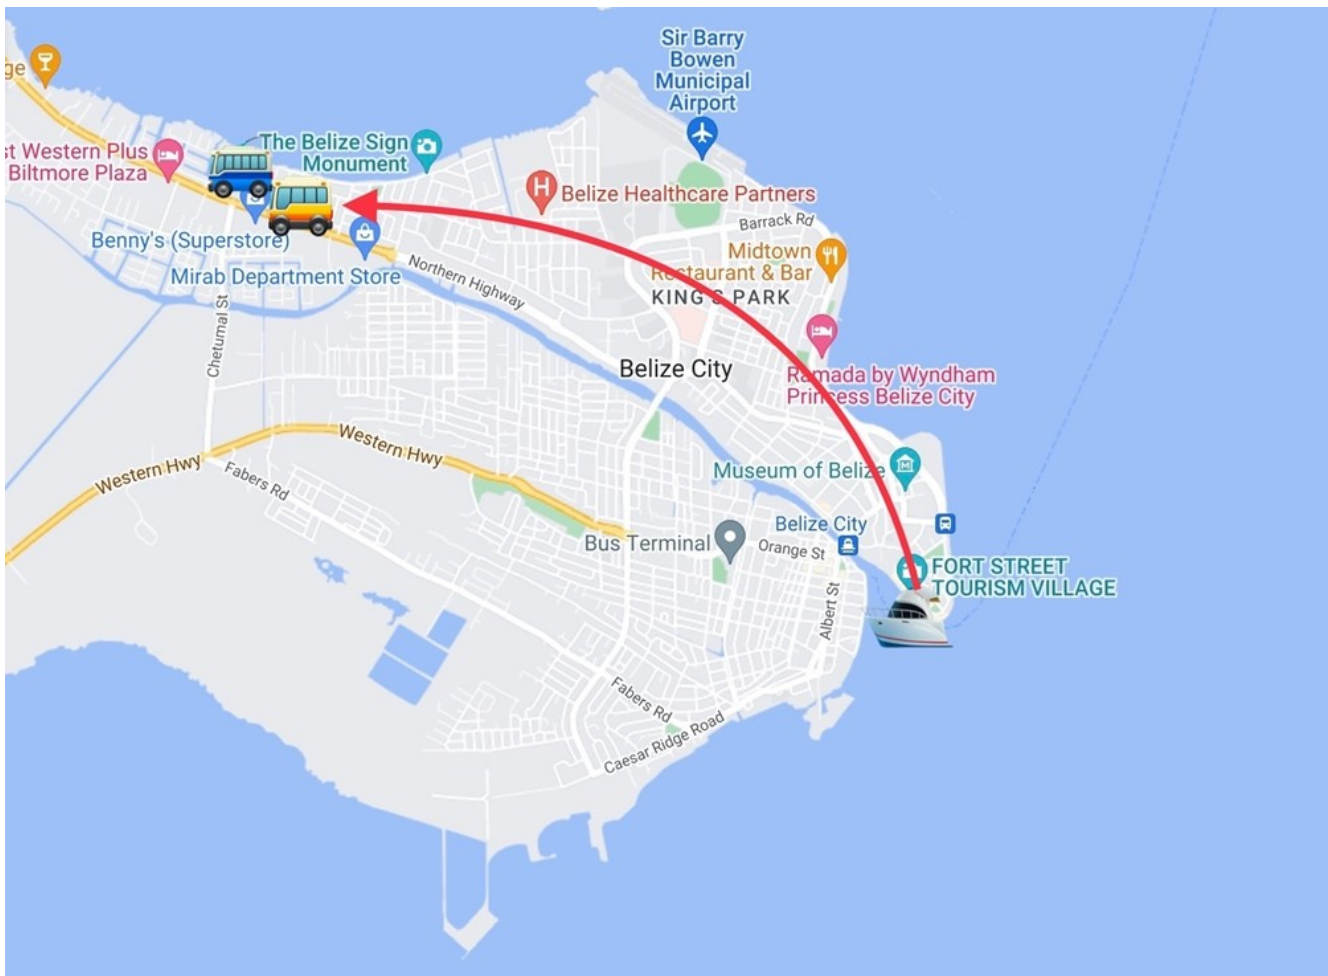 Sir Barry
Bowen
Municipal
Airport
ge
The Belize Sign
Monument
st Western Plus
Biltmore Plaza
H
Belize Healthcare Partners
Barrack Rd
Benny's (Superstore)
Midtown
Restaurant & Bar
Mirab Department Store
Northern Highway
KING'S PARK
Chetumal St
Belize City
Ramada by Wyndham
Princess Belize City
Western Hwy
Western Hwy
Fabers Rd
Museum of Belize
M
Belize City
Bus Terminal
Orange St
FORT STREET
TOURISM VILLAGE
Albert St
Fabers Rd
Caesar Ridge Road